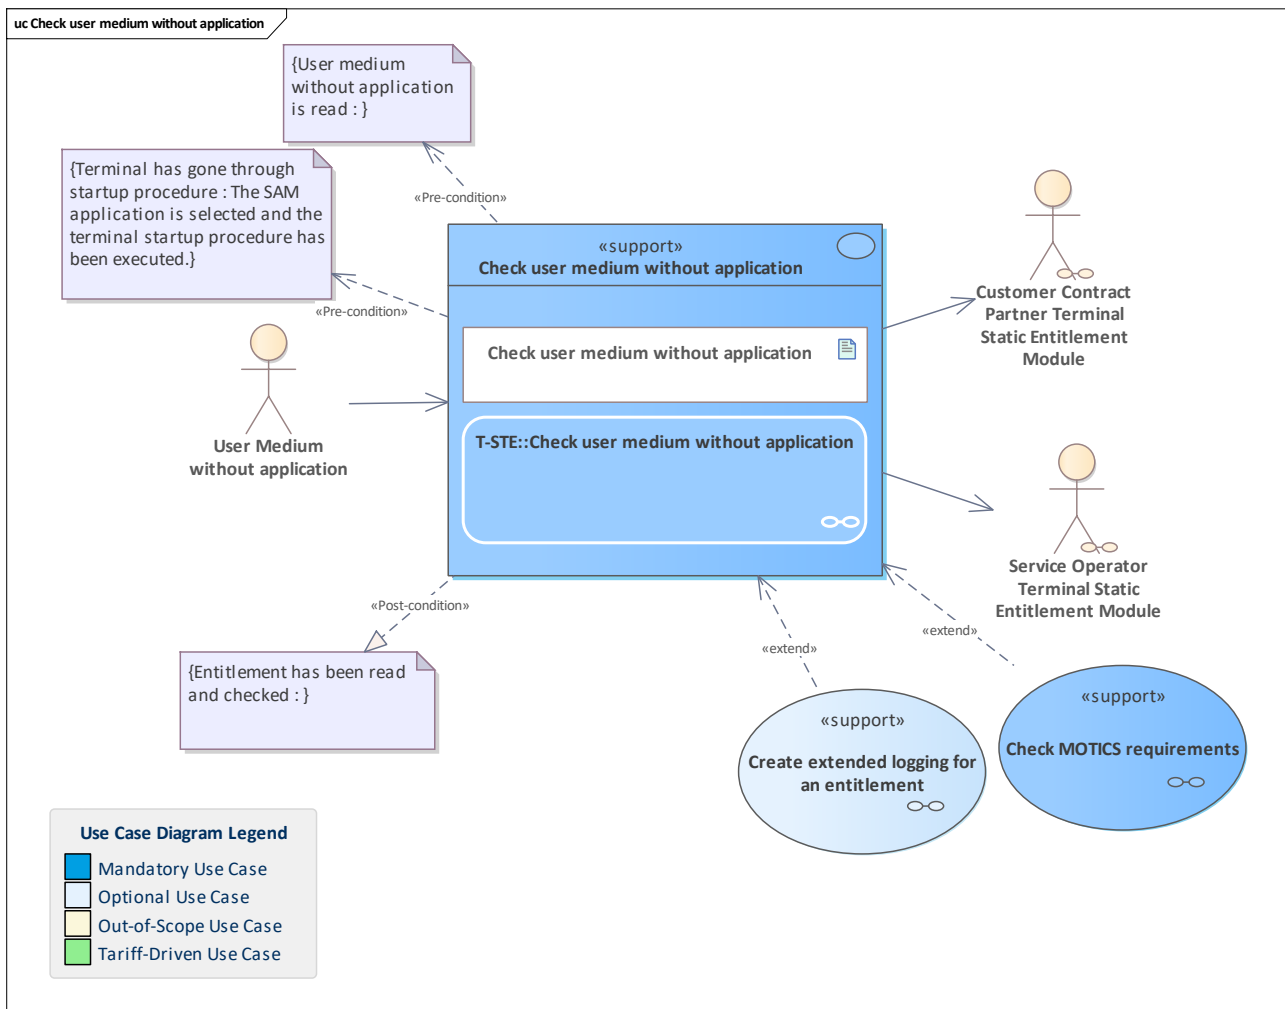 uc Check user medium without application
{User medium
without application
is read : }
{Terminal has gone through
startup procedure : The SAM
application is selected and the
terminal startup procedure has
been executed.}
«Pre-condition»
«Pre-condition»
«support»
Check user medium without application
Check user medium without application
T-STE::Check user medium without application
User Medium
without application
Customer Contract
Partner Terminal
Static Entitlement
Module
Service Operator
Terminal Static
Entitlement Module
«Post-condition»
{Entitlement has been read
and checked : }
«extend»
«extend»
«support»
Create extended logging for
an entitlement
«support»
Check MOTICS requirements
Use Case Diagram Legend
Mandatory Use Case
Optional Use Case
Out-of-Scope Use Case
Tariff-Driven Use Case